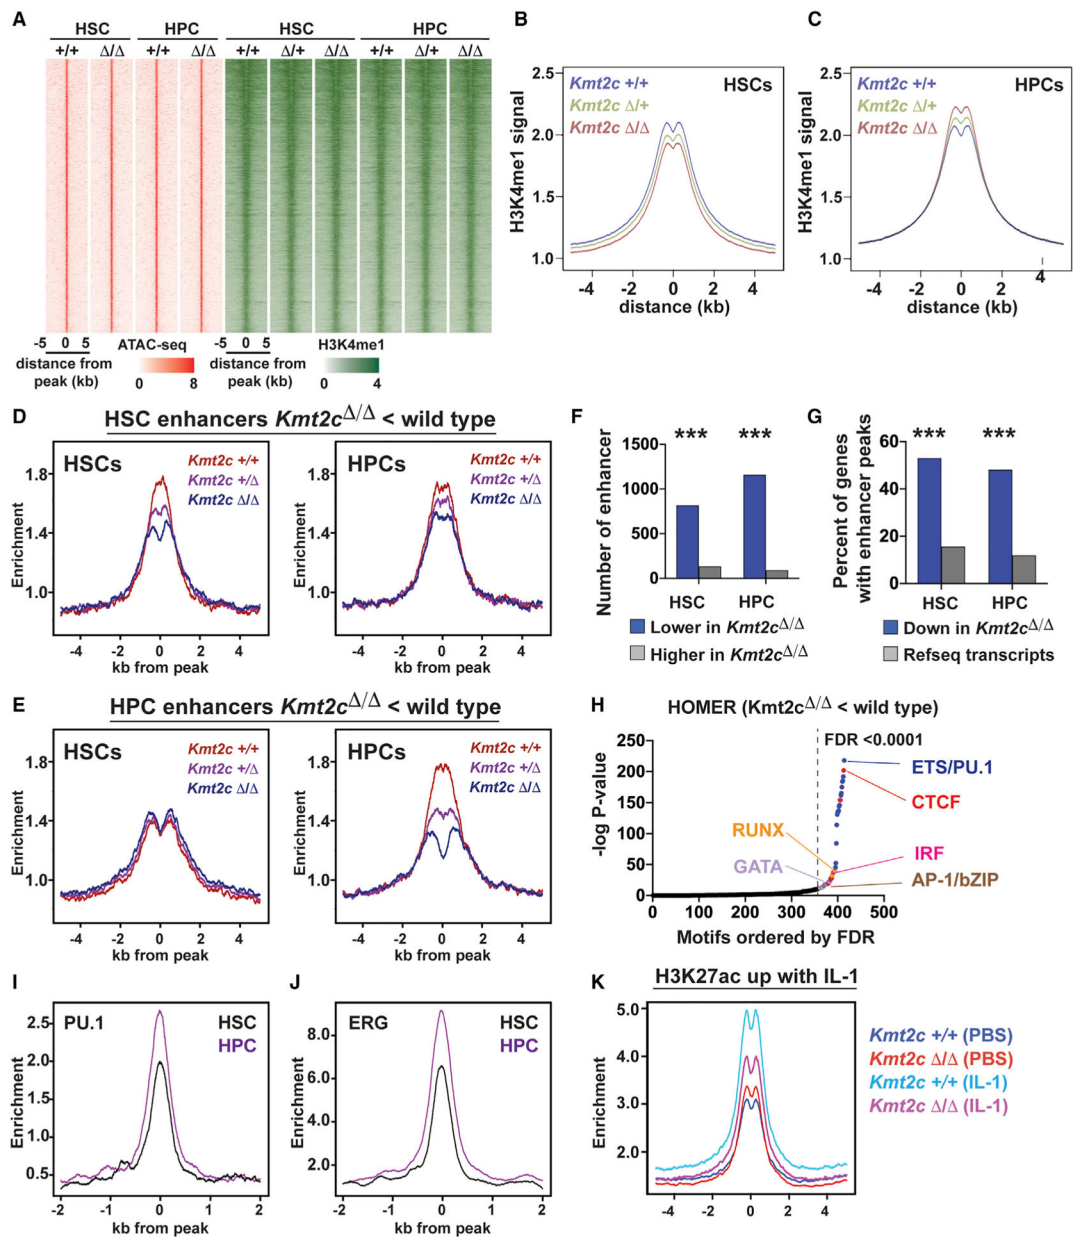 A
HSC HPC HSC HPC
+/+ Δ/Δ +/+ Δ/Δ +/+ Δ/+ Δ/Δ +/+ Δ/+ Δ/Δ
-5 0 5 ATAC-seq -5 0 5 H3K4me1
distance from peak (kb) 0 8 distance from peak (kb) 0 4
B
H3K4me1 signal
2.5
2.0
1.5
1.0
Kmt2c +/+ HSCs
Kmt2c Δ/+
Kmt2c Δ/Δ
-4 -2 0 2 4
distance (kb)
C
H3K4me1 signal
2.5
2.0
1.5
1.0
Kmt2c +/+ HPCs
Kmt2c Δ/+
Kmt2c Δ/Δ
-4 -2 0 2 4
distance (kb)
D
HSC enhancers Kmt2cΔ/Δ < wild type
Enrichment
1.8
1.4
1.0
HSCs
Kmt2c +/+
Kmt2c +/Δ
Kmt2c Δ/Δ
-4 -2 0 2 4
kb from peak
Enrichment
1.8
1.4
1.0
HPCs
Kmt2c +/+
Kmt2c +/Δ
Kmt2c Δ/Δ
-4 -2 0 2 4
kb from peak
E
HPC enhancers Kmt2cΔ/Δ < wild type
Enrichment
1.8
1.4
1.0
HSCs
Kmt2c +/+
Kmt2c +/Δ
Kmt2c Δ/Δ
-4 -2 0 2 4
kb from peak
Enrichment
1.8
1.4
1.0
HPCs
Kmt2c +/+
Kmt2c +/Δ
Kmt2c Δ/Δ
-4 -2 0 2 4
kb from peak
F
Number of enhancer
1500
1000
500
0
*** ***
HSC HPC
Lower in Kmt2cΔ/Δ
Higher in Kmt2cΔ/Δ
G
Percent of genes
with enhancer peaks
60
40
20
0
*** ***
HSC HPC
Down in Kmt2cΔ/Δ
Refseq transcripts
H
HOMER (Kmt2cΔ/Δ < wild type)
-log P-value
250
200
150
100
50
0
FDR <0.0001
ETS/PU.1
CTCF
RUNX
IRF
GATA
AP-1/bZIP
0 100 200 300 400 500
Motifs ordered by FDR
I
Enrichment
2.5
2.0
1.5
1.0
0.5
PU.1 HSC
HPC
-2 -1 0 1 2
kb from peak
J
Enrichment
8.0
6.0
4.0
2.0
ERG HSC
HPC
-2 -1 0 1 2
kb from peak
K
H3K27ac up with IL-1
Enrichment
5.0
4.0
3.0
2.0
-4 -2 0 2 4
Kmt2c +/+ (PBS)
Kmt2c Δ/Δ (PBS)
Kmt2c +/+ (IL-1)
Kmt2c Δ/Δ (IL-1)